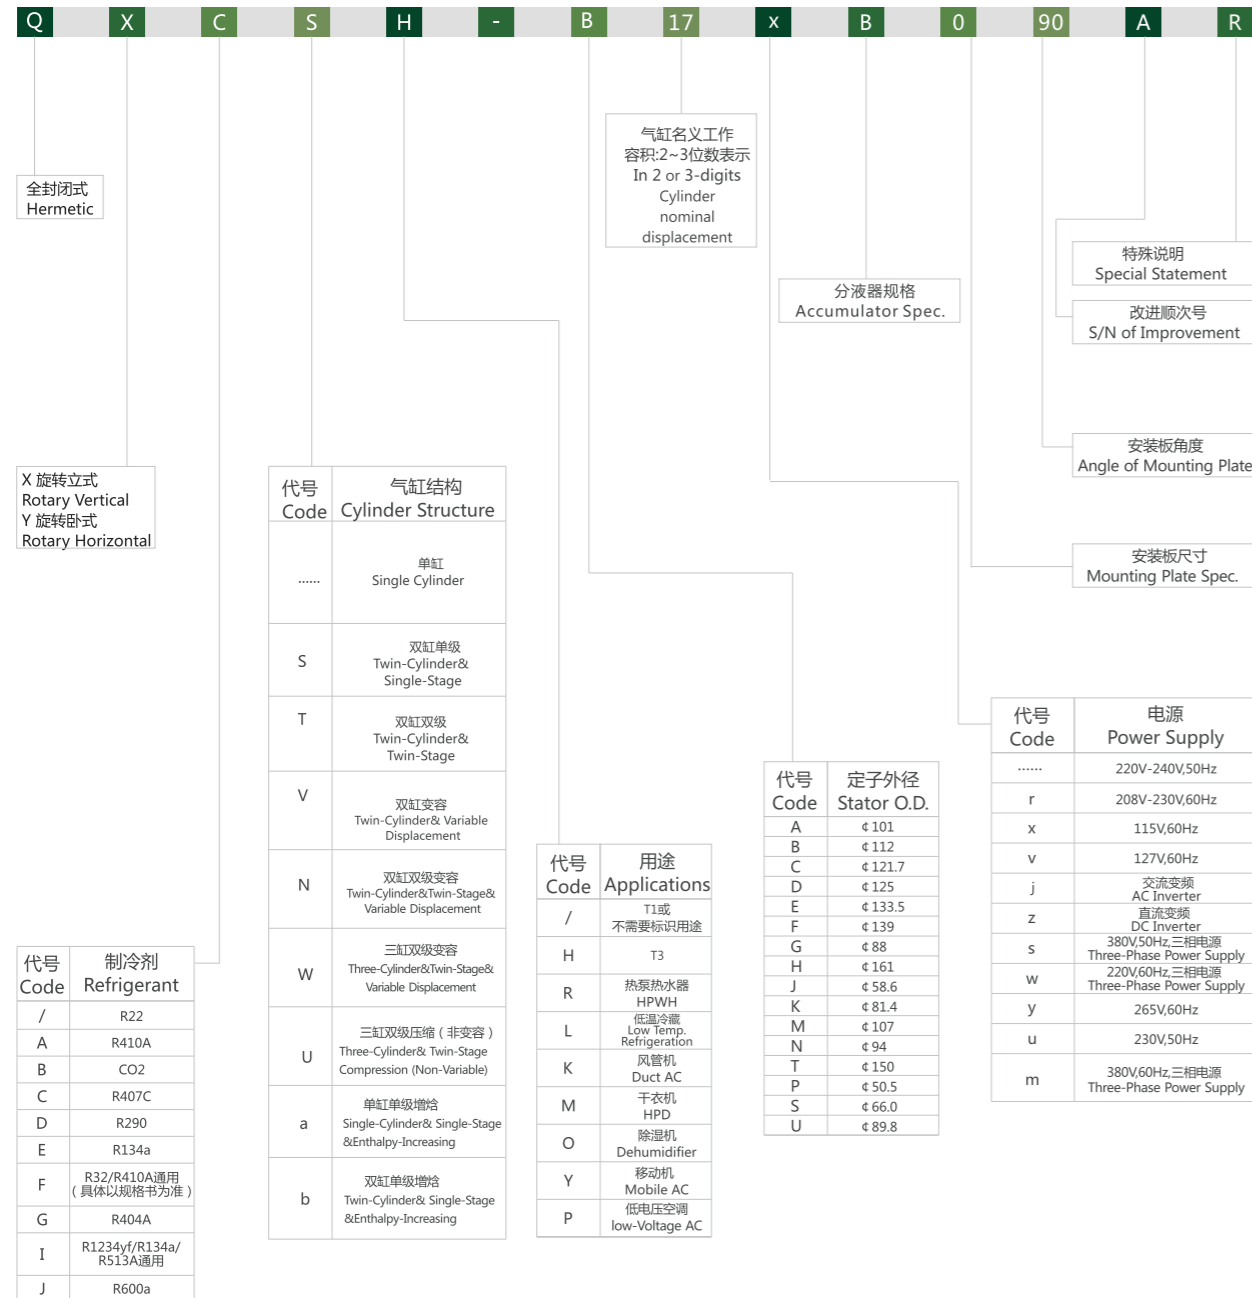 Q X C S H - B 17 x B 0 90 A R
气缸名义工作
容积:2~3位数表示
In 2 or 3-digits
Cylinder
nominal
displacement
全封闭式
Hermetic
特殊说明
Special Statement
分液器规格
Accumulator Spec.
改进顺次号
S/N of Improvement
安装板角度
Angle of Mounting Plate
X 旋转立式
Rotary Vertical
Y 旋转卧式
Rotary Horizontal
安装板尺寸
Mounting Plate Spec.
代号 气缸结构
Code Cylinder Structure
...... 单缸
Single Cylinder
S 双缸单级
Twin-Cylinder&
Single-Stage
T 双缸双级
Twin-Cylinder&
Twin-Stage
V 双缸变容
Twin-Cylinder& Variable
Displacement
N 双缸双级变容
Twin-Cylinder&Twin-Stage&
Variable Displacement
W 三缸双级变容
Three-Cylinder&Twin-Stage&
Variable Displacement
U 三缸双级压缩（非变容）
Three-Cylinder& Twin-Stage
Compression (Non-Variable)
a 单缸单级增焓
Single-Cylinder& Single-Stage
&Enthalpy-Increasing
b 双缸单级增焓
Twin-Cylinder& Single-Stage
&Enthalpy-Increasing
代号 电源
Code Power Supply
...... 220V-240V,50Hz
r 208V-230V,60Hz
x 115V,60Hz
v 127V,60Hz
j 交流变频
AC Inverter
z 直流变频
DC Inverter
s 380V,50Hz,三相电源
Three-Phase Power Supply
w 220V,60Hz,三相电源
Three-Phase Power Supply
y 265V,60Hz
u 230V,50Hz
m 380V,60Hz,三相电源
Three-Phase Power Supply
代号 定子外径
Code Stator O.D.
A ¢101
B ¢112
C ¢121.7
D ¢125
E ¢133.5
F ¢139
G ¢88
H ¢161
J ¢58.6
K ¢81.4
M ¢107
N ¢94
T ¢150
P ¢50.5
S ¢66.0
U ¢89.8
代号 用途
Code Applications
/ T1或
不需要标识用途
H T3
R 热泵热水器
HPWH
L 低温冷藏
Low Temp.
Refrigeration
K 风管机
Duct AC
M 干衣机
HPD
O 除湿机
Dehumidifier
Y 移动机
Mobile AC
P 低电压空调
low-Voltage AC
代号 制冷剂
Code Refrigerant
/ R22
A R410A
B CO2
C R407C
D R290
E R134a
F R32/R410A通用
（具体以规格书为准）
G R404A
I R1234yf/R134a/
R513A通用
J R600a